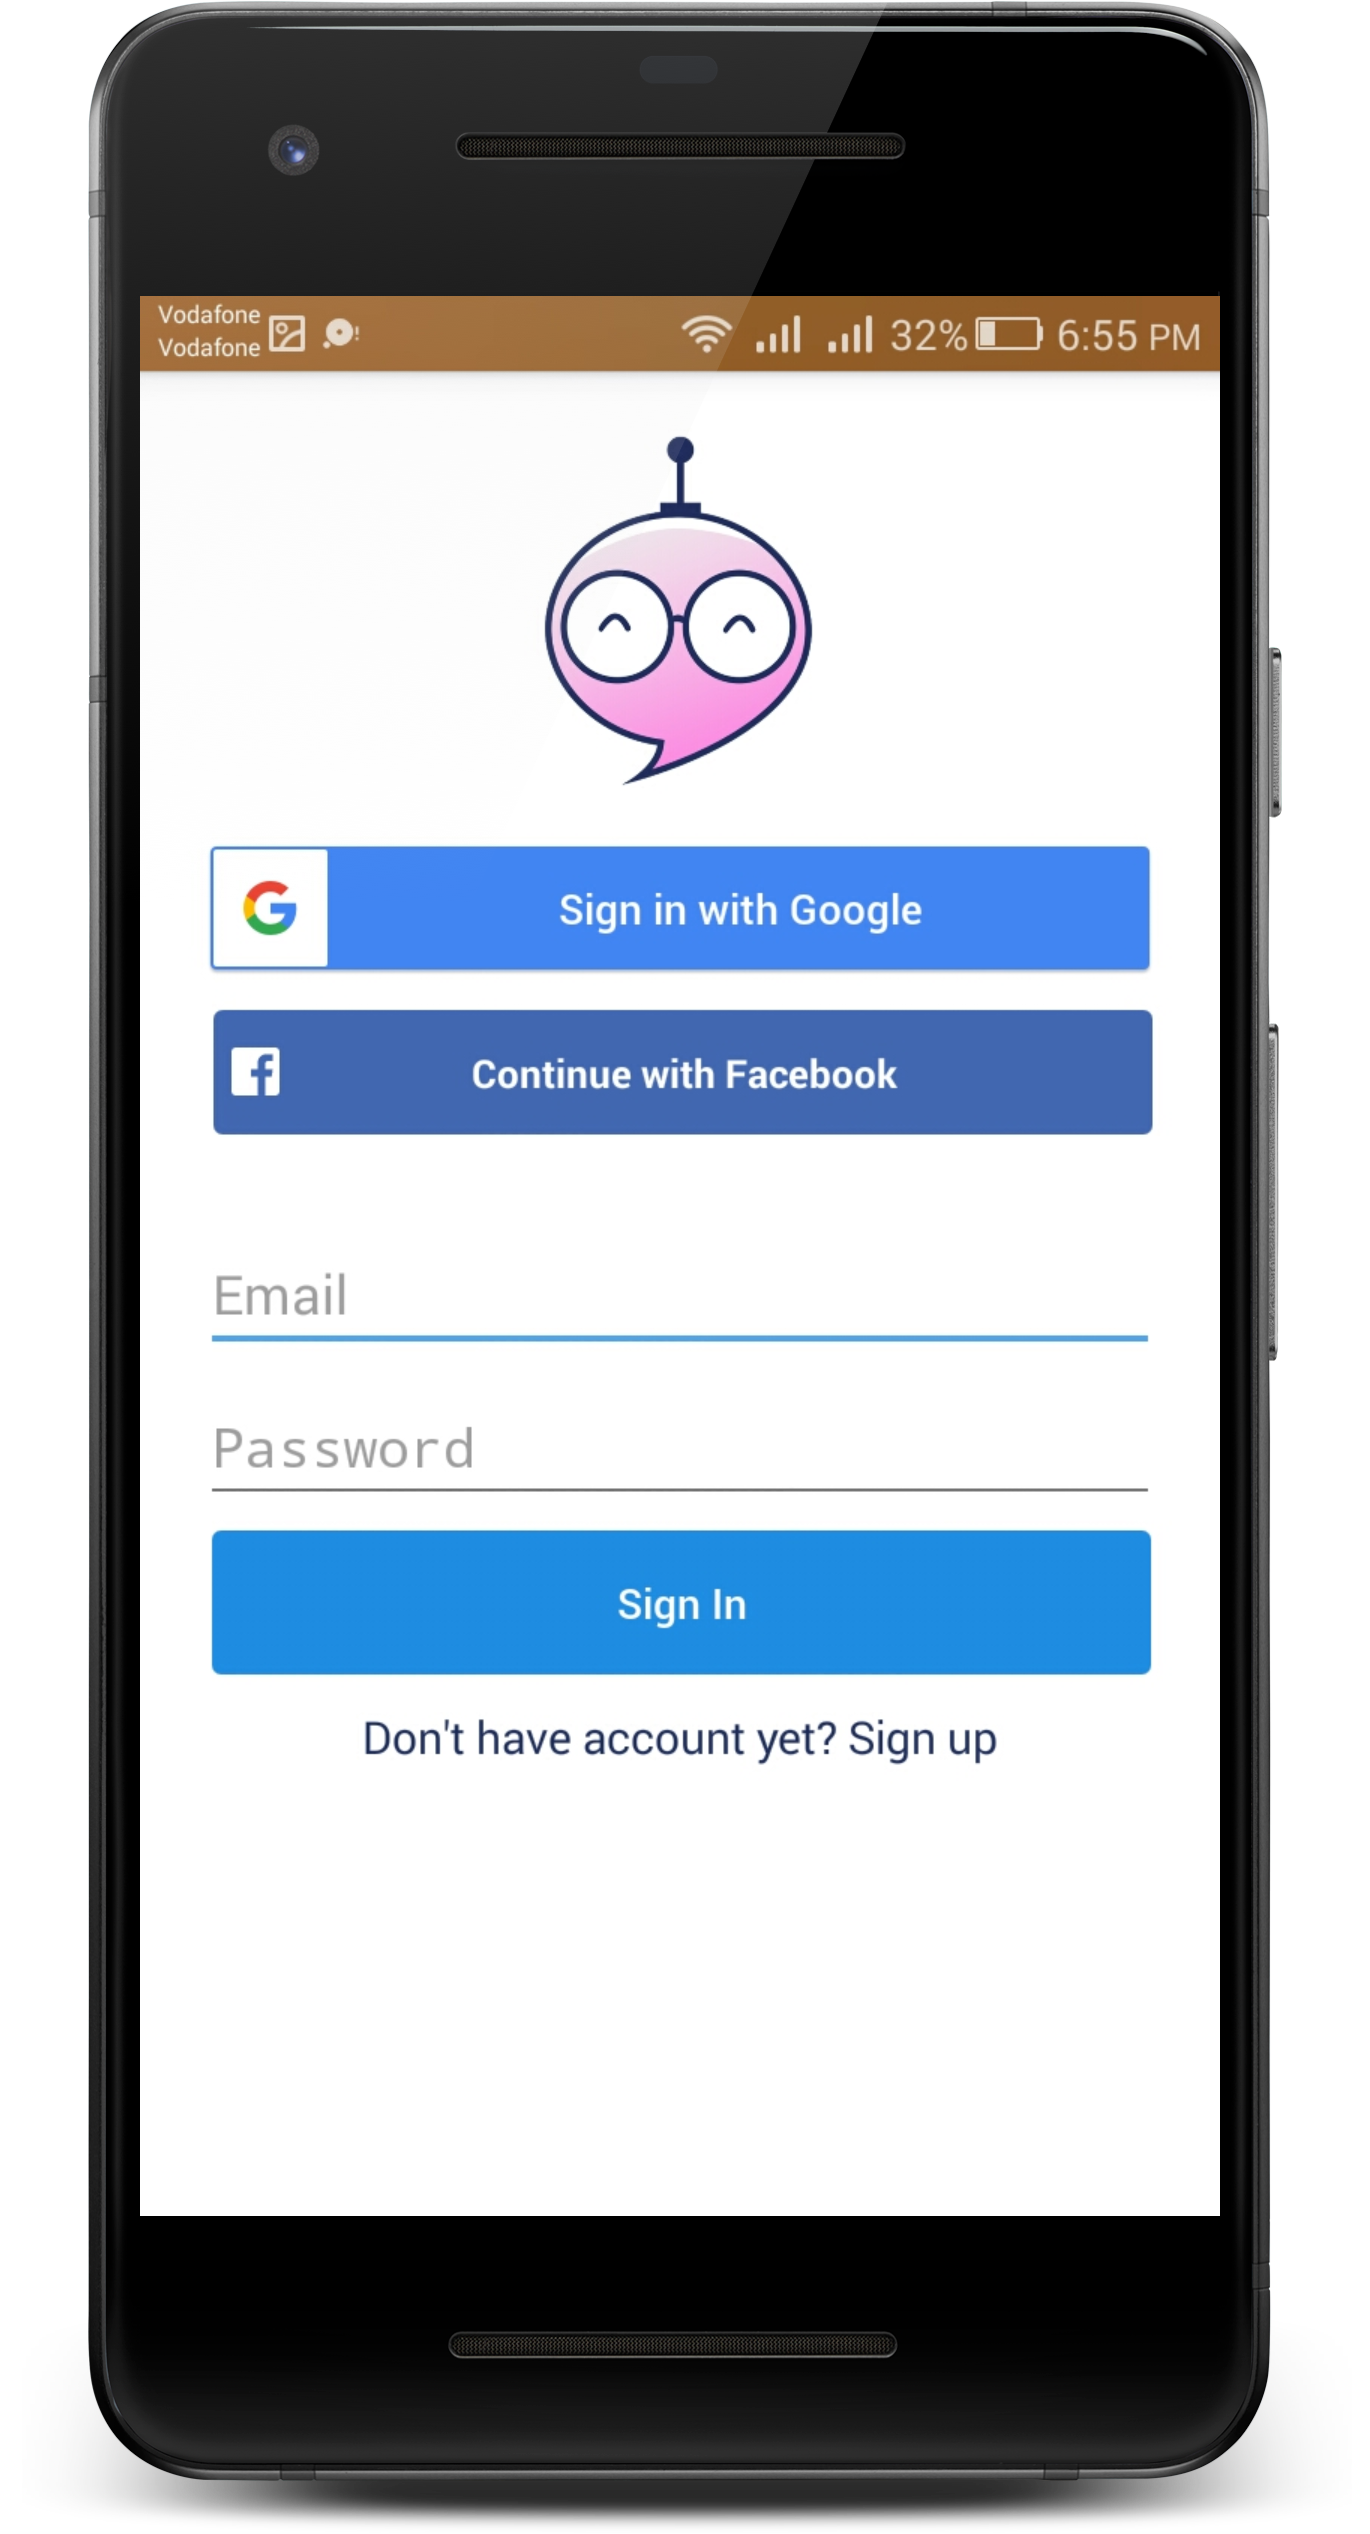 Vodafone
Vodafone
32% 6:55 PM
Sign in with Google
Continue with Facebook
Email
Password
Sign In
Don't have account yet? Sign up